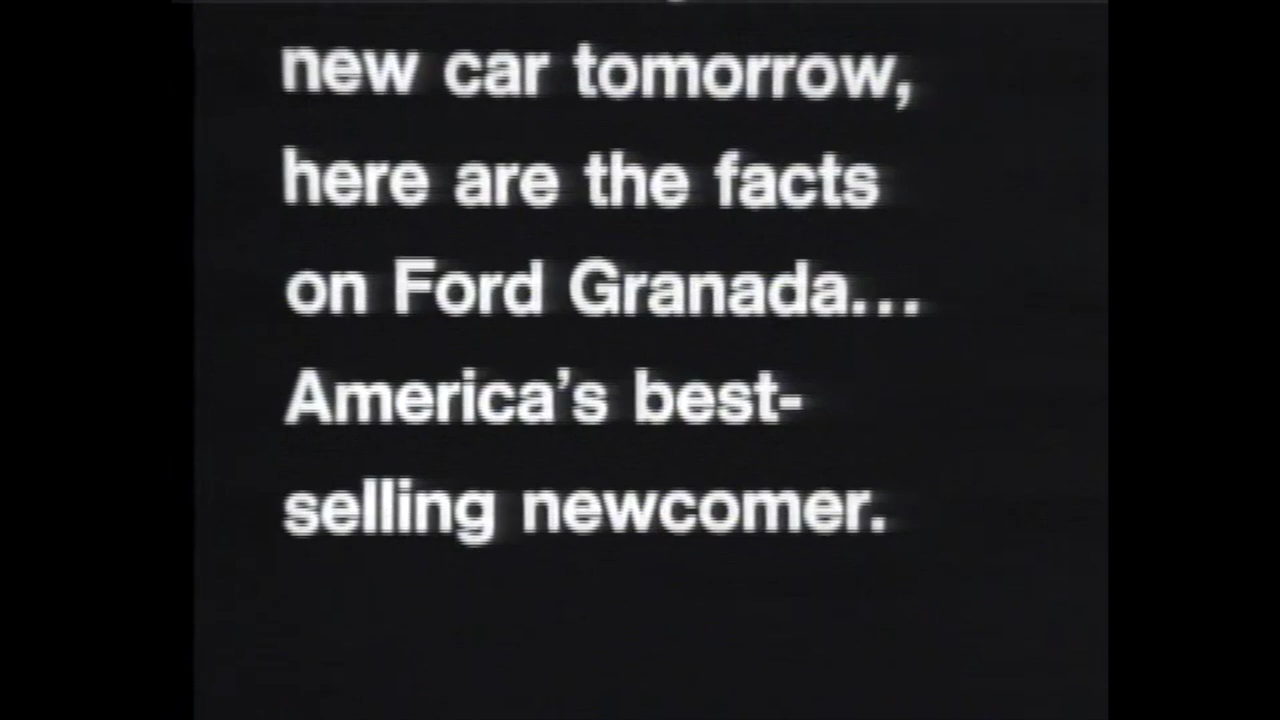 new car tomorrow,
here are the facts
on Ford Granada...
America's best-
selling newcomer.